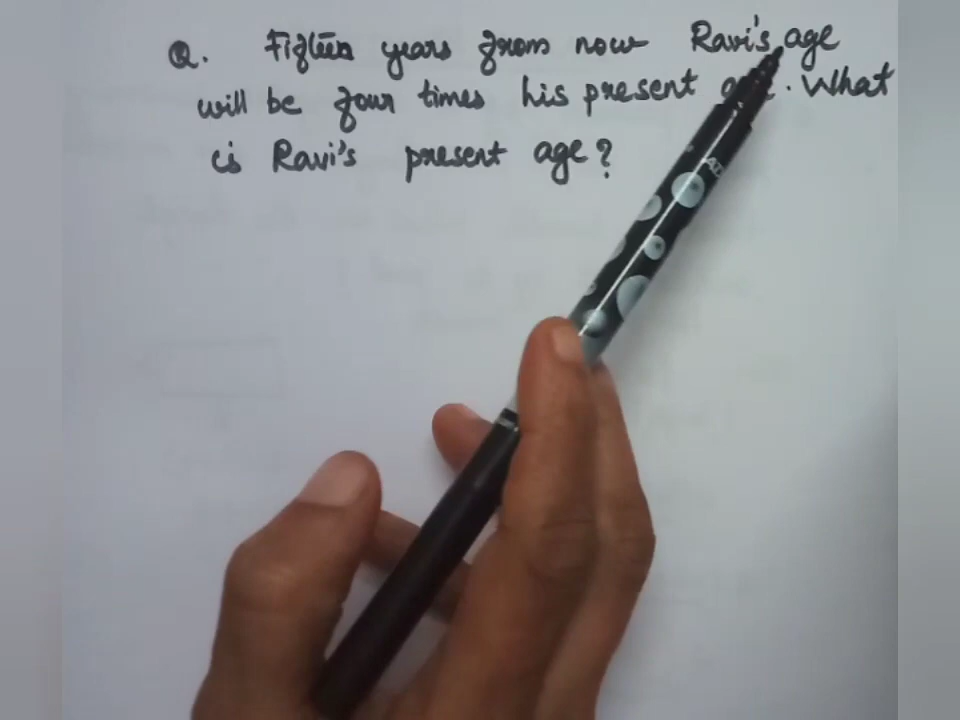 Q. Fifteen years from now Ravi's age
will be four times his present . What
is Ravi's present age?